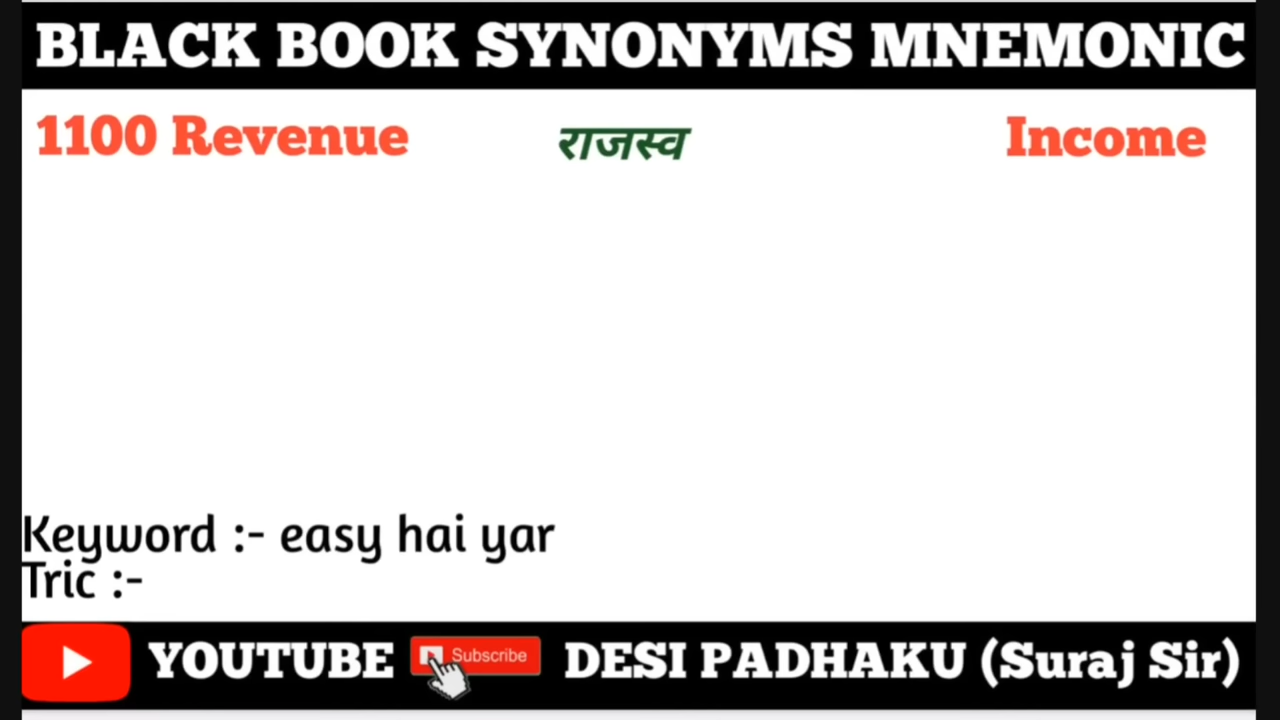 BLACK BOOK SYNONYMS MNEMONIC
1100 Revenue राजस्व Income
Keyword :- easy hai yar
Tric :-
YOUTUBE Subscribe DESI PADHAKU (Suraj Sir)